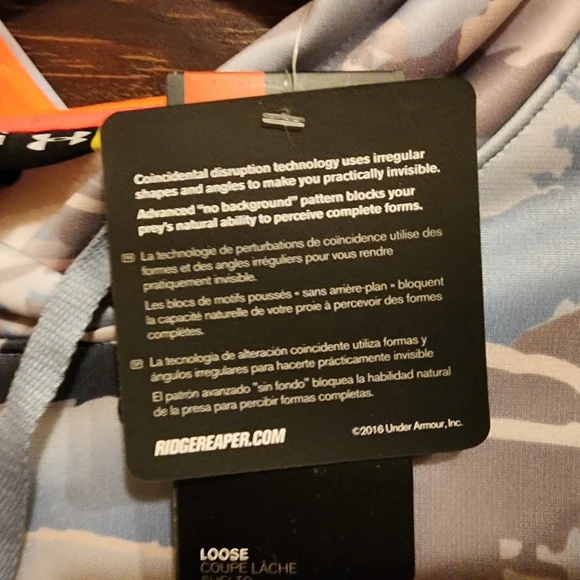 Coincidental disruption technology uses irregular
shapes and angles to make you practically invisible.
Advanced "no background" pattern blocks your
prey's natural ability to perceive complete forms.
FR La technologie de perturbations de coïncidence utilise des
formes et des angles irréguliers pour vous rendre
pratiquement invisible.
Les blocs de motifs poussés « sans arrière-plan » bloquent
la capacité naturelle de votre proie à percevoir des formes
complètes.
SP La tecnología de alteración coincidente utiliza formas y
ángulos irregulares para hacerte prácticamente invisible
El patrón avanzado "sin fondo" bloquea la habilidad natural
de la presa para percibir formas completas.
RIDGEREAPER.COM
©2016 Under Armour, Inc.
LOOSE
COUPE LÂCHE
SUELTO